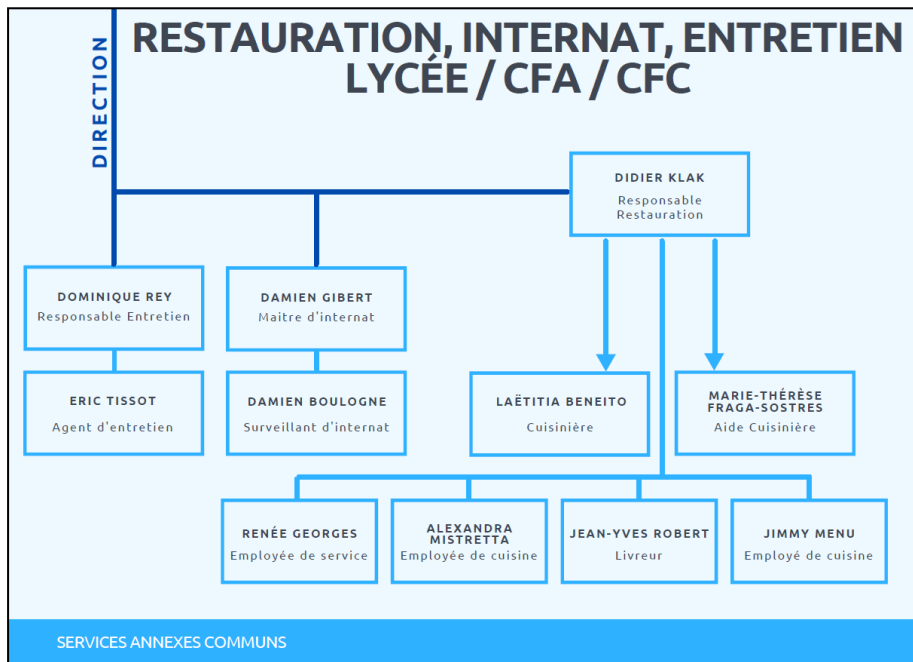 RESTAURATION, INTERNAT, ENTRETIEN
LYCÉE / CFA / CFC
DIRECTION
DIDIER KLAK
Responsable
Restauration
DOMINIQUE REY
Responsable Entretien
DAMIEN GIBERT
Maitre d'internat
ERIC TISSOT
Agent d'entretien
DAMIEN BOULOGNE
Surveillant d'internat
LAËTITIA BENEITO
Cuisinière
MARIE-THÉRÈSE
FRAGA-SOSTRES
Aide Cuisinière
RENÉE GEORGES
Employée de service
ALEXANDRA
MISTRETTA
Employée de cuisine
JEAN-YVES ROBERT
Livreur
JIMMY MENU
Employé de cuisine
SERVICES ANNEXES COMMUNS